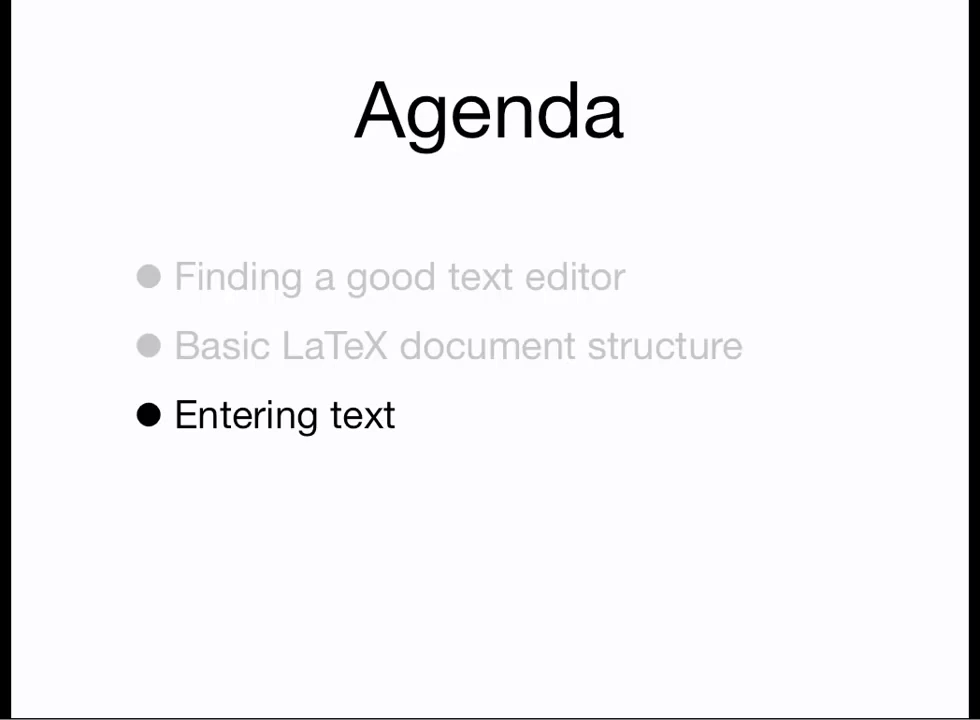 Agenda
● Finding a good text editor
● Basic LaTeX document structure
● Entering text